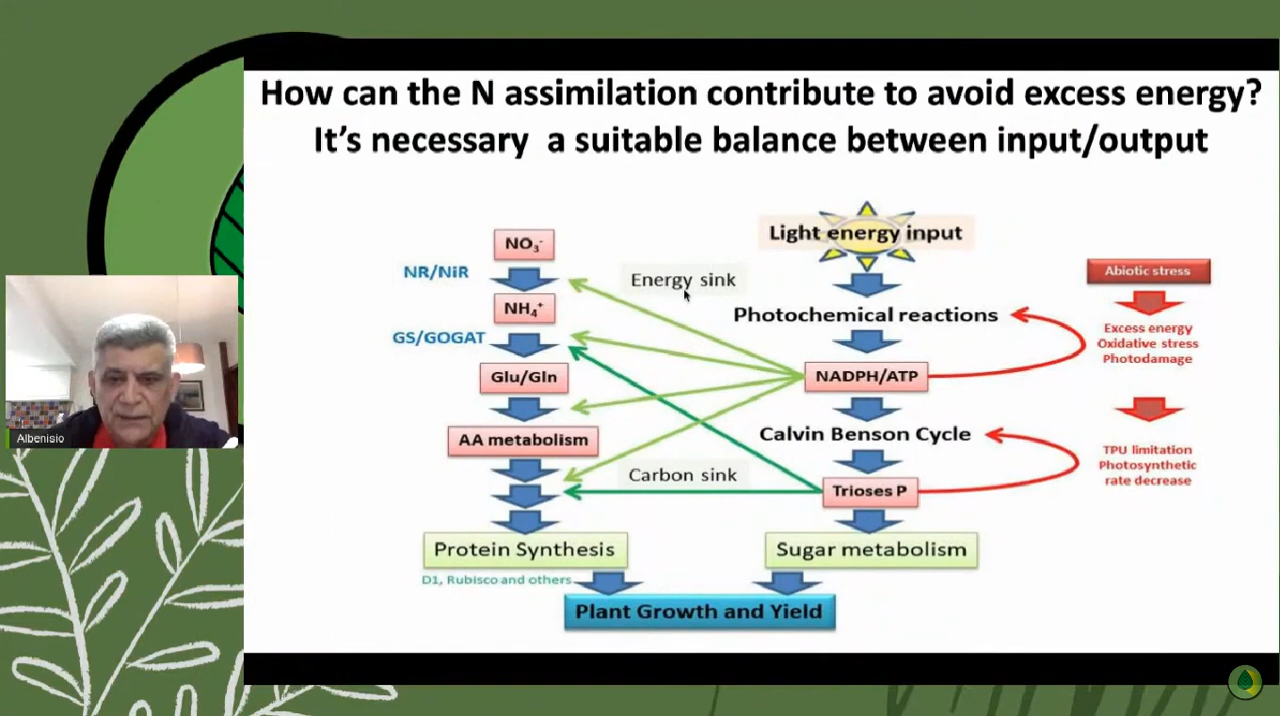 How can the N assimilation contribute to avoid excess energy?
It's necessary a suitable balance between input/output
Light energy input
NO₃⁻
NR/NiR
Energy sink
Abiotic stress
NH₄⁺
Photochemical reactions
Excess energy
Oxidative stress
Photodamage
GS/GOGAT
Glu/Gln
NADPH/ATP
AA metabolism
Calvin Benson Cycle
TPU limitation
Photosynthetic
rate decrease
Carbon sink
Trioses P
Protein Synthesis
Sugar metabolism
D1, Rubisco and others
Plant Growth and Yield
Albenisio